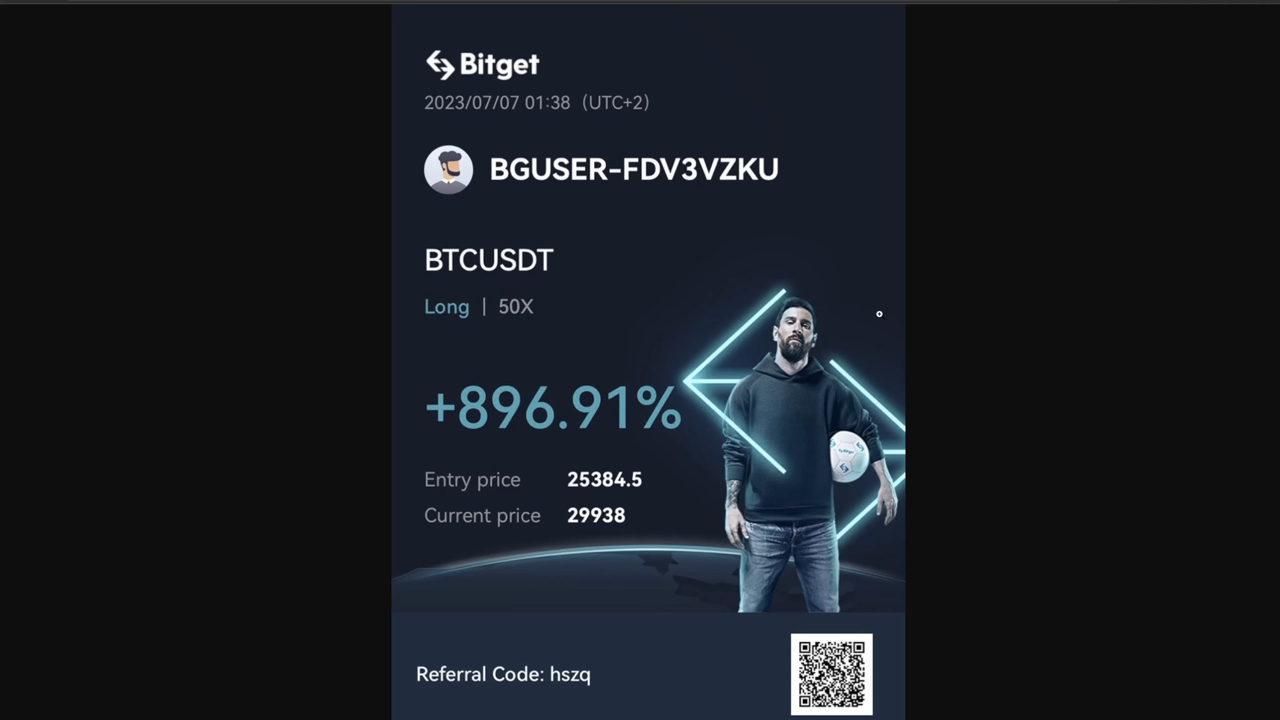 Bitget
2023/07/07 01:38 (UTC+2)
BGUSER-FDV3VZKU
BTCUSDT
Long | 50X
+896.91%
Entry price 25384.5
Current price 29938
Referral Code: hszq